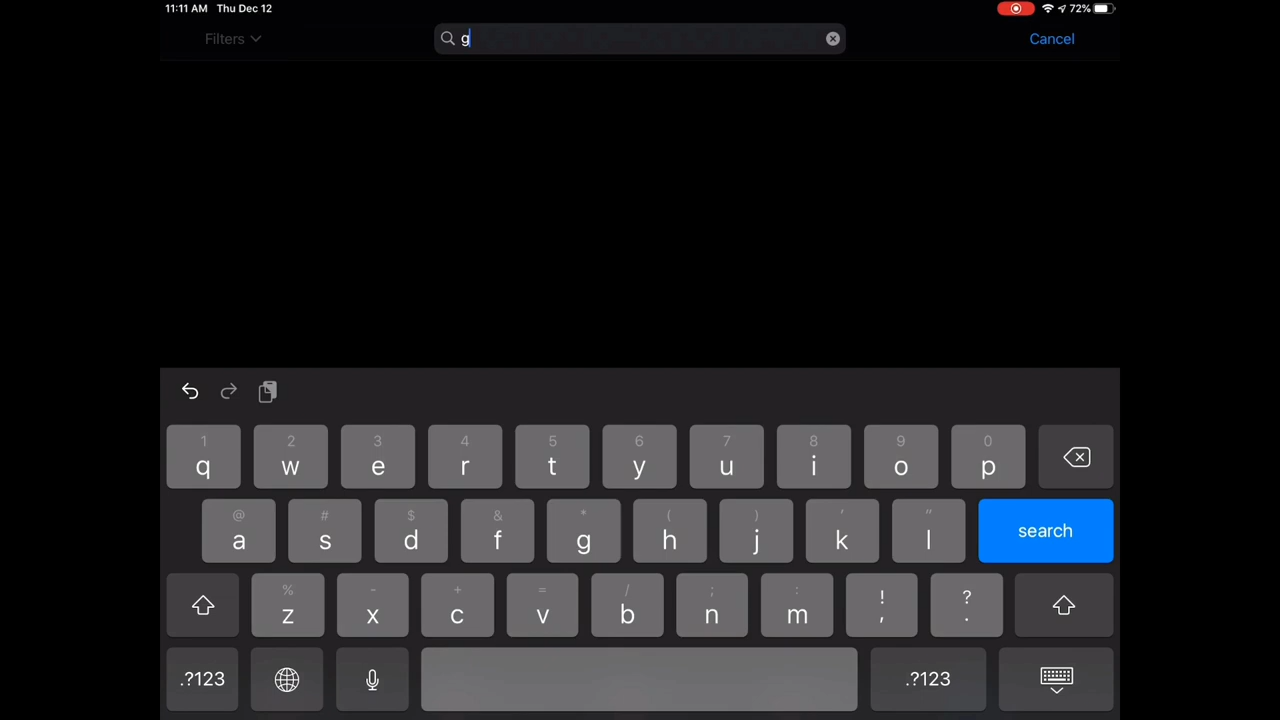 11:11 AM Thu Dec 12 72%
Filters g Cancel
1 2 3 4 5 6 7 8 9 0
q w e r t y u i o p
@ # $ & * ( ) ' "
a s d f g h j k l search
% - + = / ; : ! ?
z x c v b n m , .
.?123 .?123